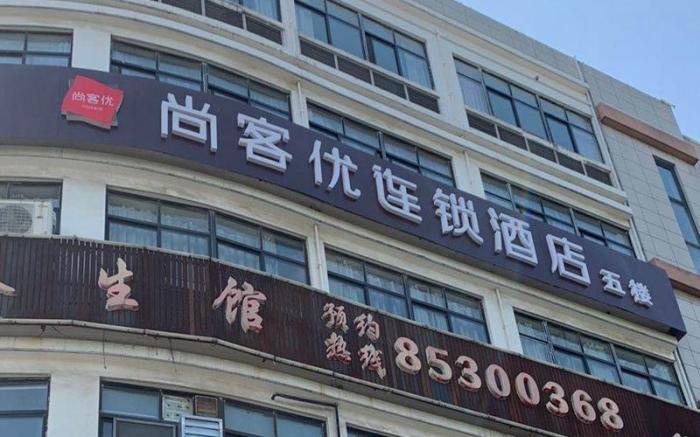 尚客优
尚客优连锁酒店 五楼
生馆
预约
热线
85300368